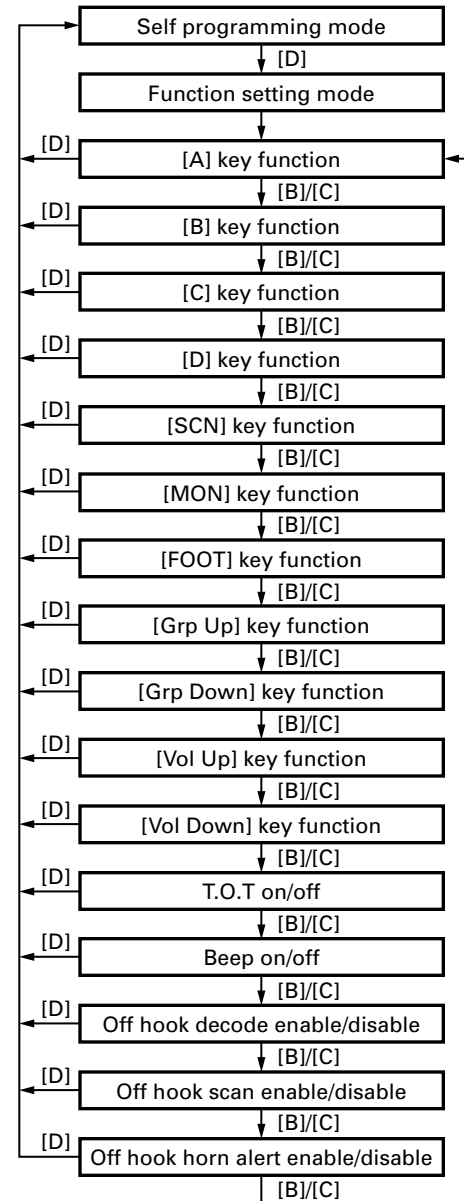 Self programming mode
[D]
Function setting mode
[D]
[A] key function
[B]/[C]
[D]
[B] key function
[B]/[C]
[D]
[C] key function
[B]/[C]
[D]
[D] key function
[B]/[C]
[D]
[SCN] key function
[B]/[C]
[D]
[MON] key function
[B]/[C]
[D]
[FOOT] key function
[B]/[C]
[D]
[Grp Up] key function
[B]/[C]
[D]
[Grp Down] key function
[B]/[C]
[D]
[Vol Up] key function
[B]/[C]
[D]
[Vol Down] key function
[B]/[C]
[D]
T.O.T on/off
[B]/[C]
[D]
Beep on/off
[B]/[C]
[D]
Off hook decode enable/disable
[B]/[C]
[D]
Off hook scan enable/disable
[B]/[C]
[D]
Off hook horn alert enable/disable
[B]/[C]